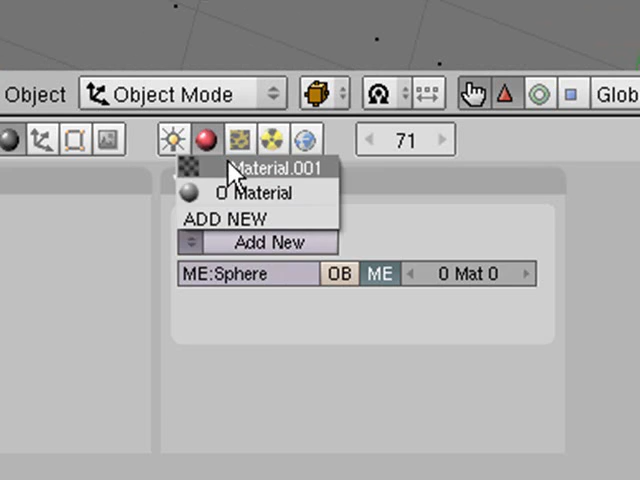 Object Object Mode Glob
71
Material.001
O Material
ADD NEW
Add New
ME:Sphere OB ME 0 Mat 0